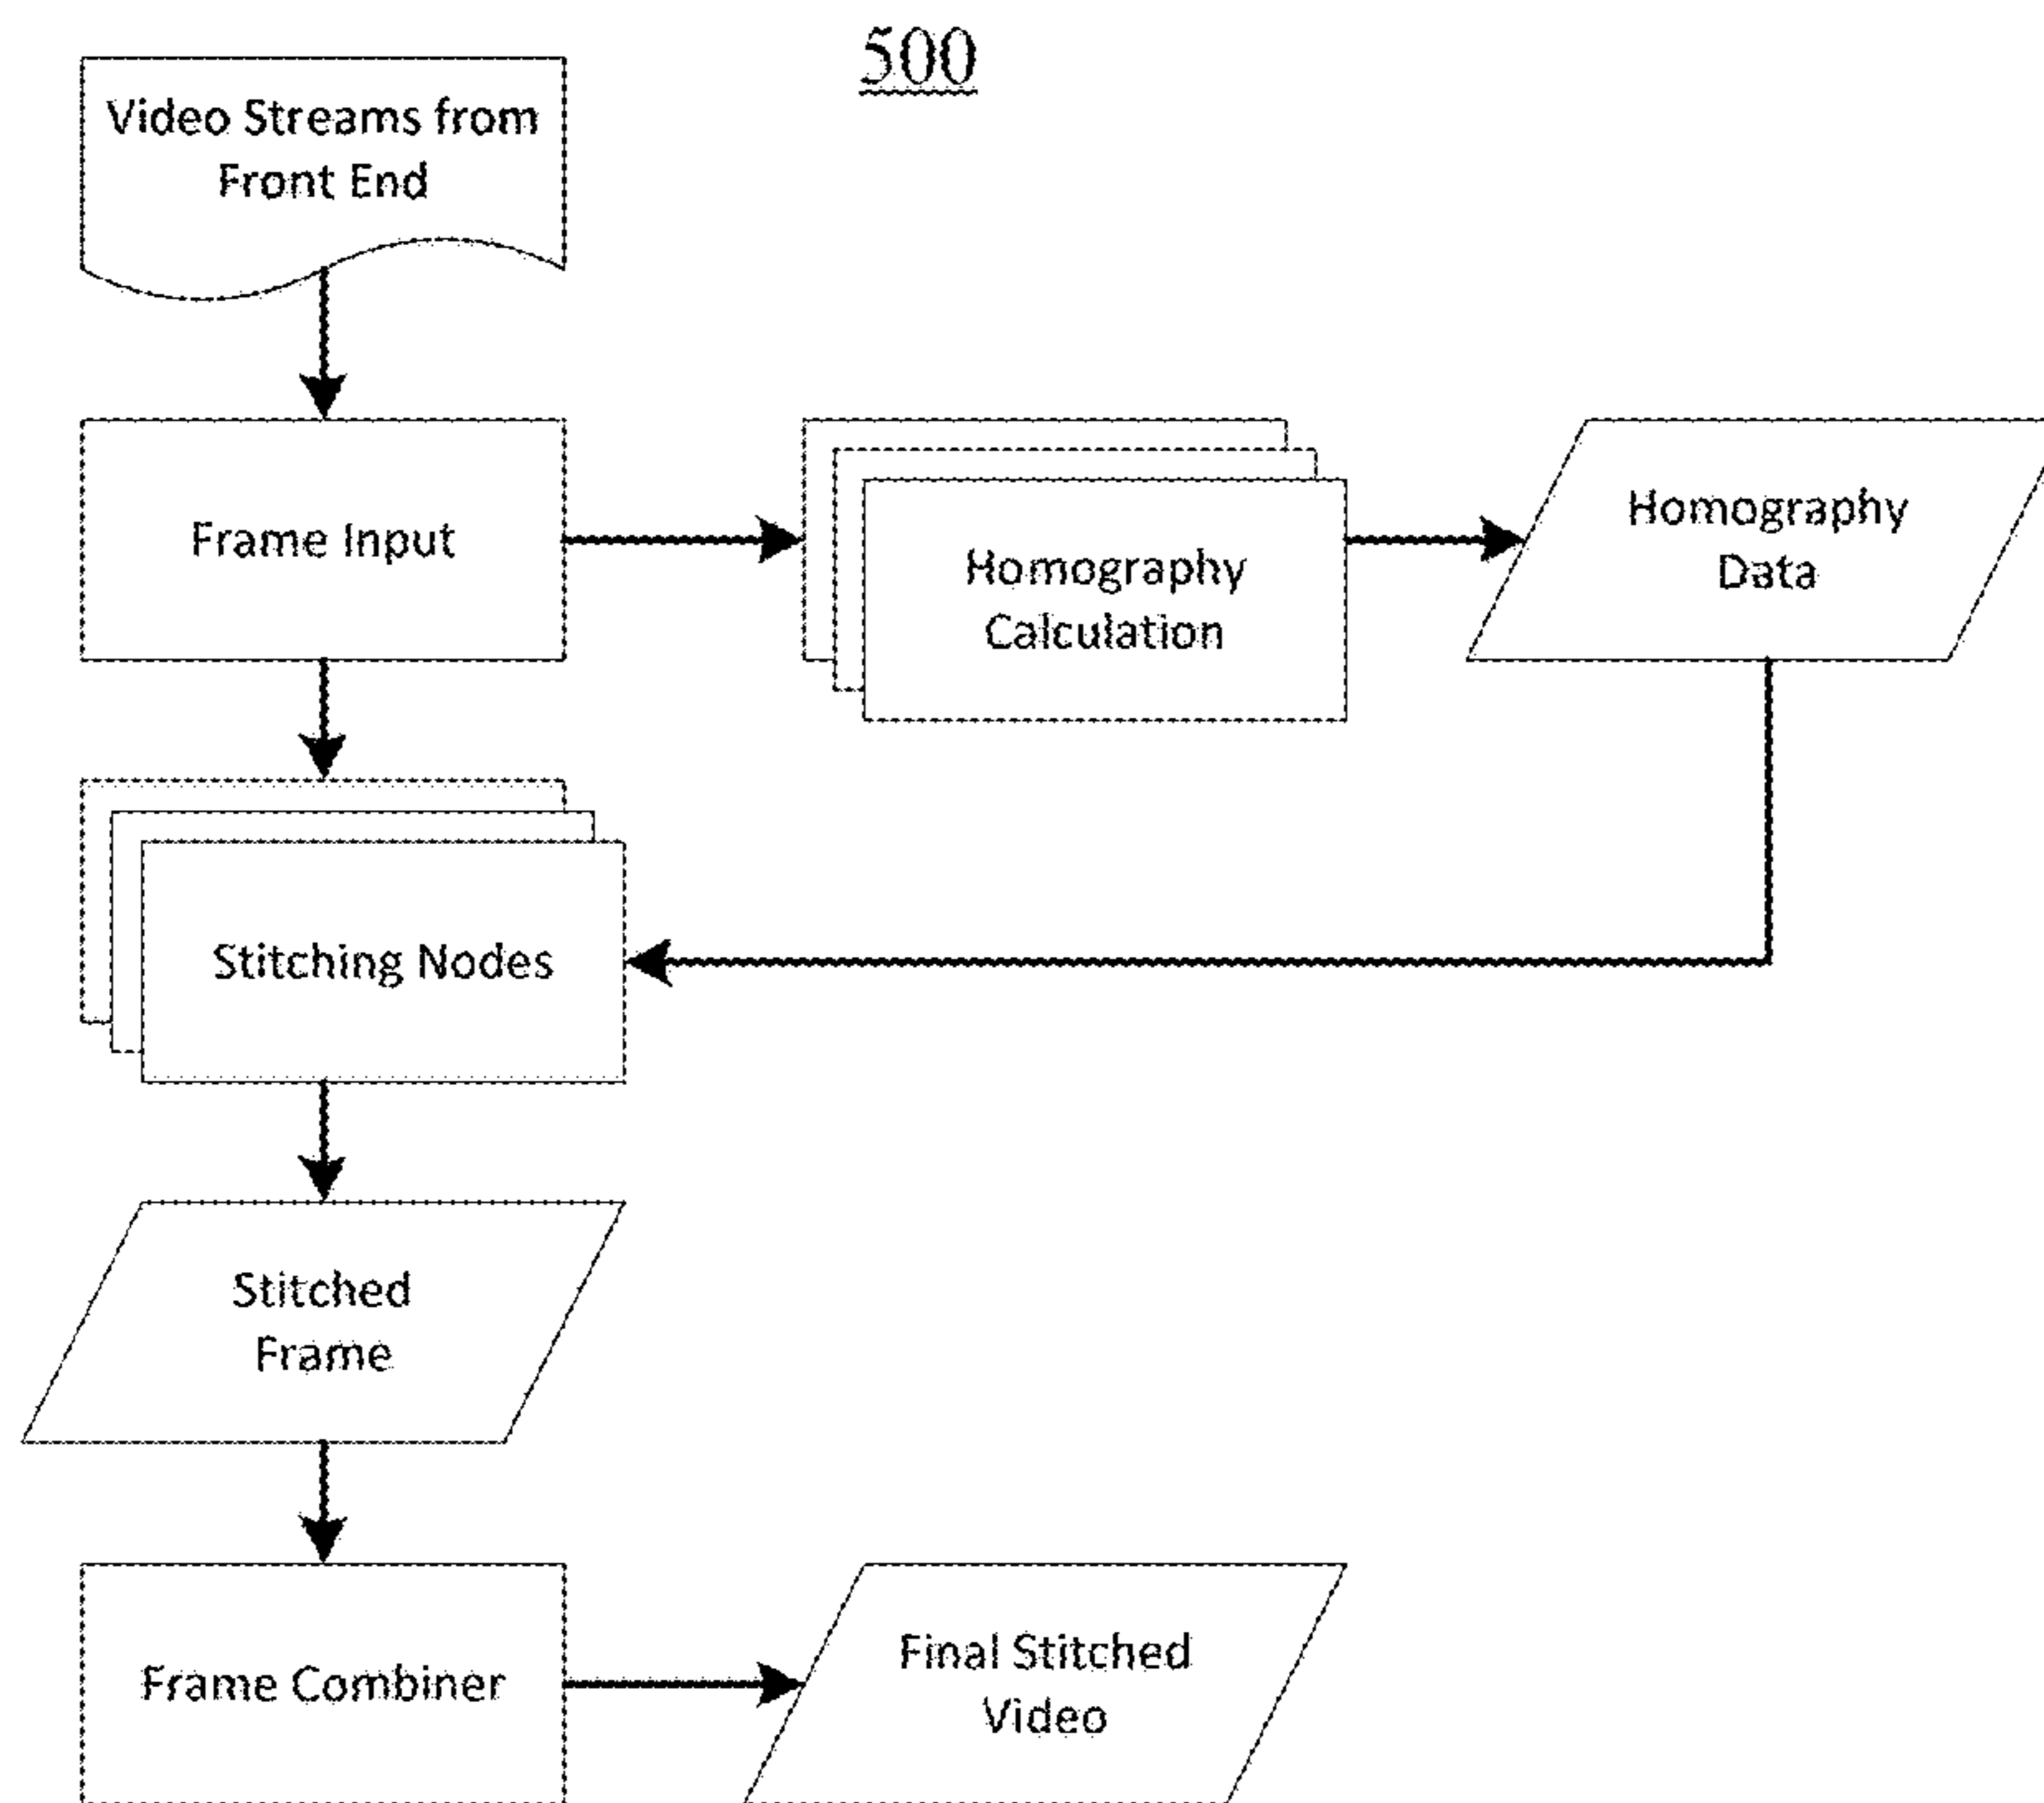 500
Video Streams from
Front End
Frame Input
Homography
Calculation
Homography
Data
Stitching Nodes
Stitched
Frame
Frame Combiner
Final Stitched
Video